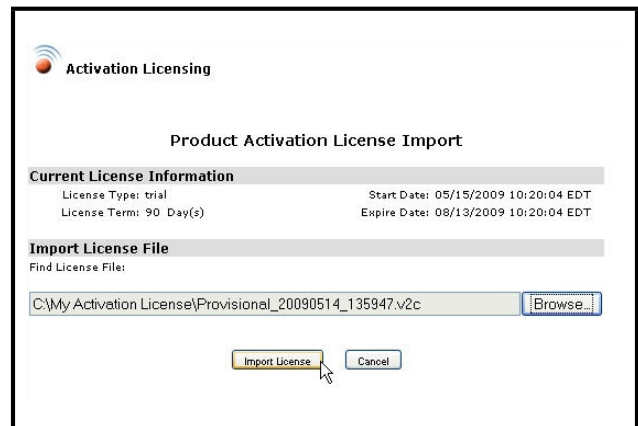 Activation Licensing
Product Activation License Import
Current License Information
License Type: trial Start Date: 05/15/2009 10:20:04 EDT
License Term: 90 Day(s) Expire Date: 08/13/2009 10:20:04 EDT
Import License File
Find License File:
C:\My Activation License\Provisional_20090514_135947.v2c Browse...
Import License Cancel